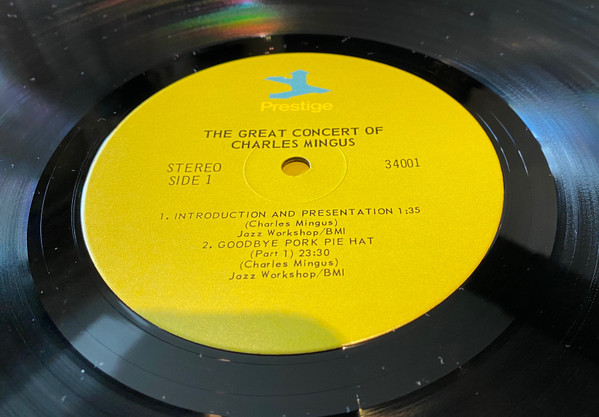 Prestige
THE GREAT CONCERT OF
CHARLES MINGUS
STEREO
SIDE 1
34001
1. INTRODUCTION AND PRESENTATION 1:35
(Charles Mingus)
Jazz Workshop/BMI
2. GOODBYE PORK PIE HAT
(Part 1) 23:30
(Charles Mingus)
Jazz Workshop/BMI